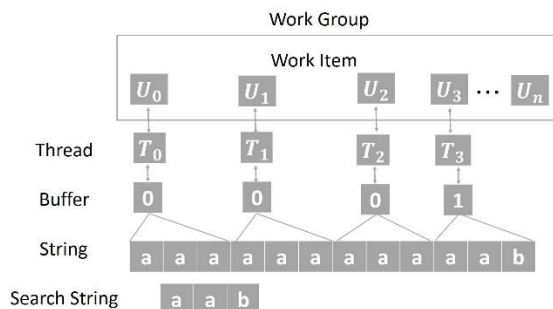 Work Group
Work Item
U₀ U₁ U₂ U₃ ... Uₙ
Thread T₀ T₁ T₂ T₃
Buffer 0 0 0 1
String a a a a a a a a a a a b
Search String a a b